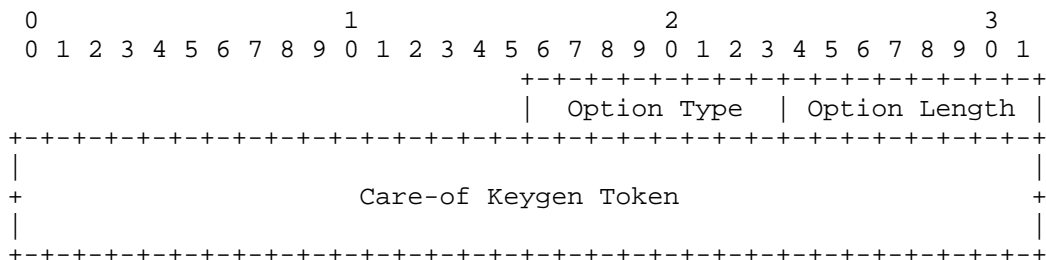 0                   1                   2                   3
 0 1 2 3 4 5 6 7 8 9 0 1 2 3 4 5 6 7 8 9 0 1 2 3 4 5 6 7 8 9 0 1
                                +-+-+-+-+-+-+-+-+-+-+-+-+-+-+-+-+
                                |  Option Type  | Option Length |
+-+-+-+-+-+-+-+-+-+-+-+-+-+-+-+-+-+-+-+-+-+-+-+-+-+-+-+-+-+-+-+-+
|                                                               |
+                     Care-of Keygen Token                      +
|                                                               |
+-+-+-+-+-+-+-+-+-+-+-+-+-+-+-+-+-+-+-+-+-+-+-+-+-+-+-+-+-+-+-+-+